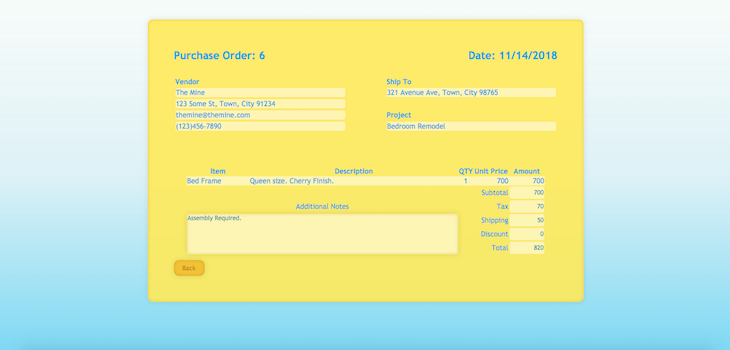 Purchase Order: 6 Date: 11/14/2018
Vendor Ship To
The Mine 321 Avenue Ave, Town, City 98765
123 Some St, Town, City 91234
themine@themine.com Project
(123)456-7890 Bedroom Remodel
Item Description QTY Unit Price Amount
Bed Frame Queen size. Cherry Finish. 1 700 700
Subtotal 700
Additional Notes Tax 70
Assembly Required. Shipping 50
Discount 0
Total 820
Back